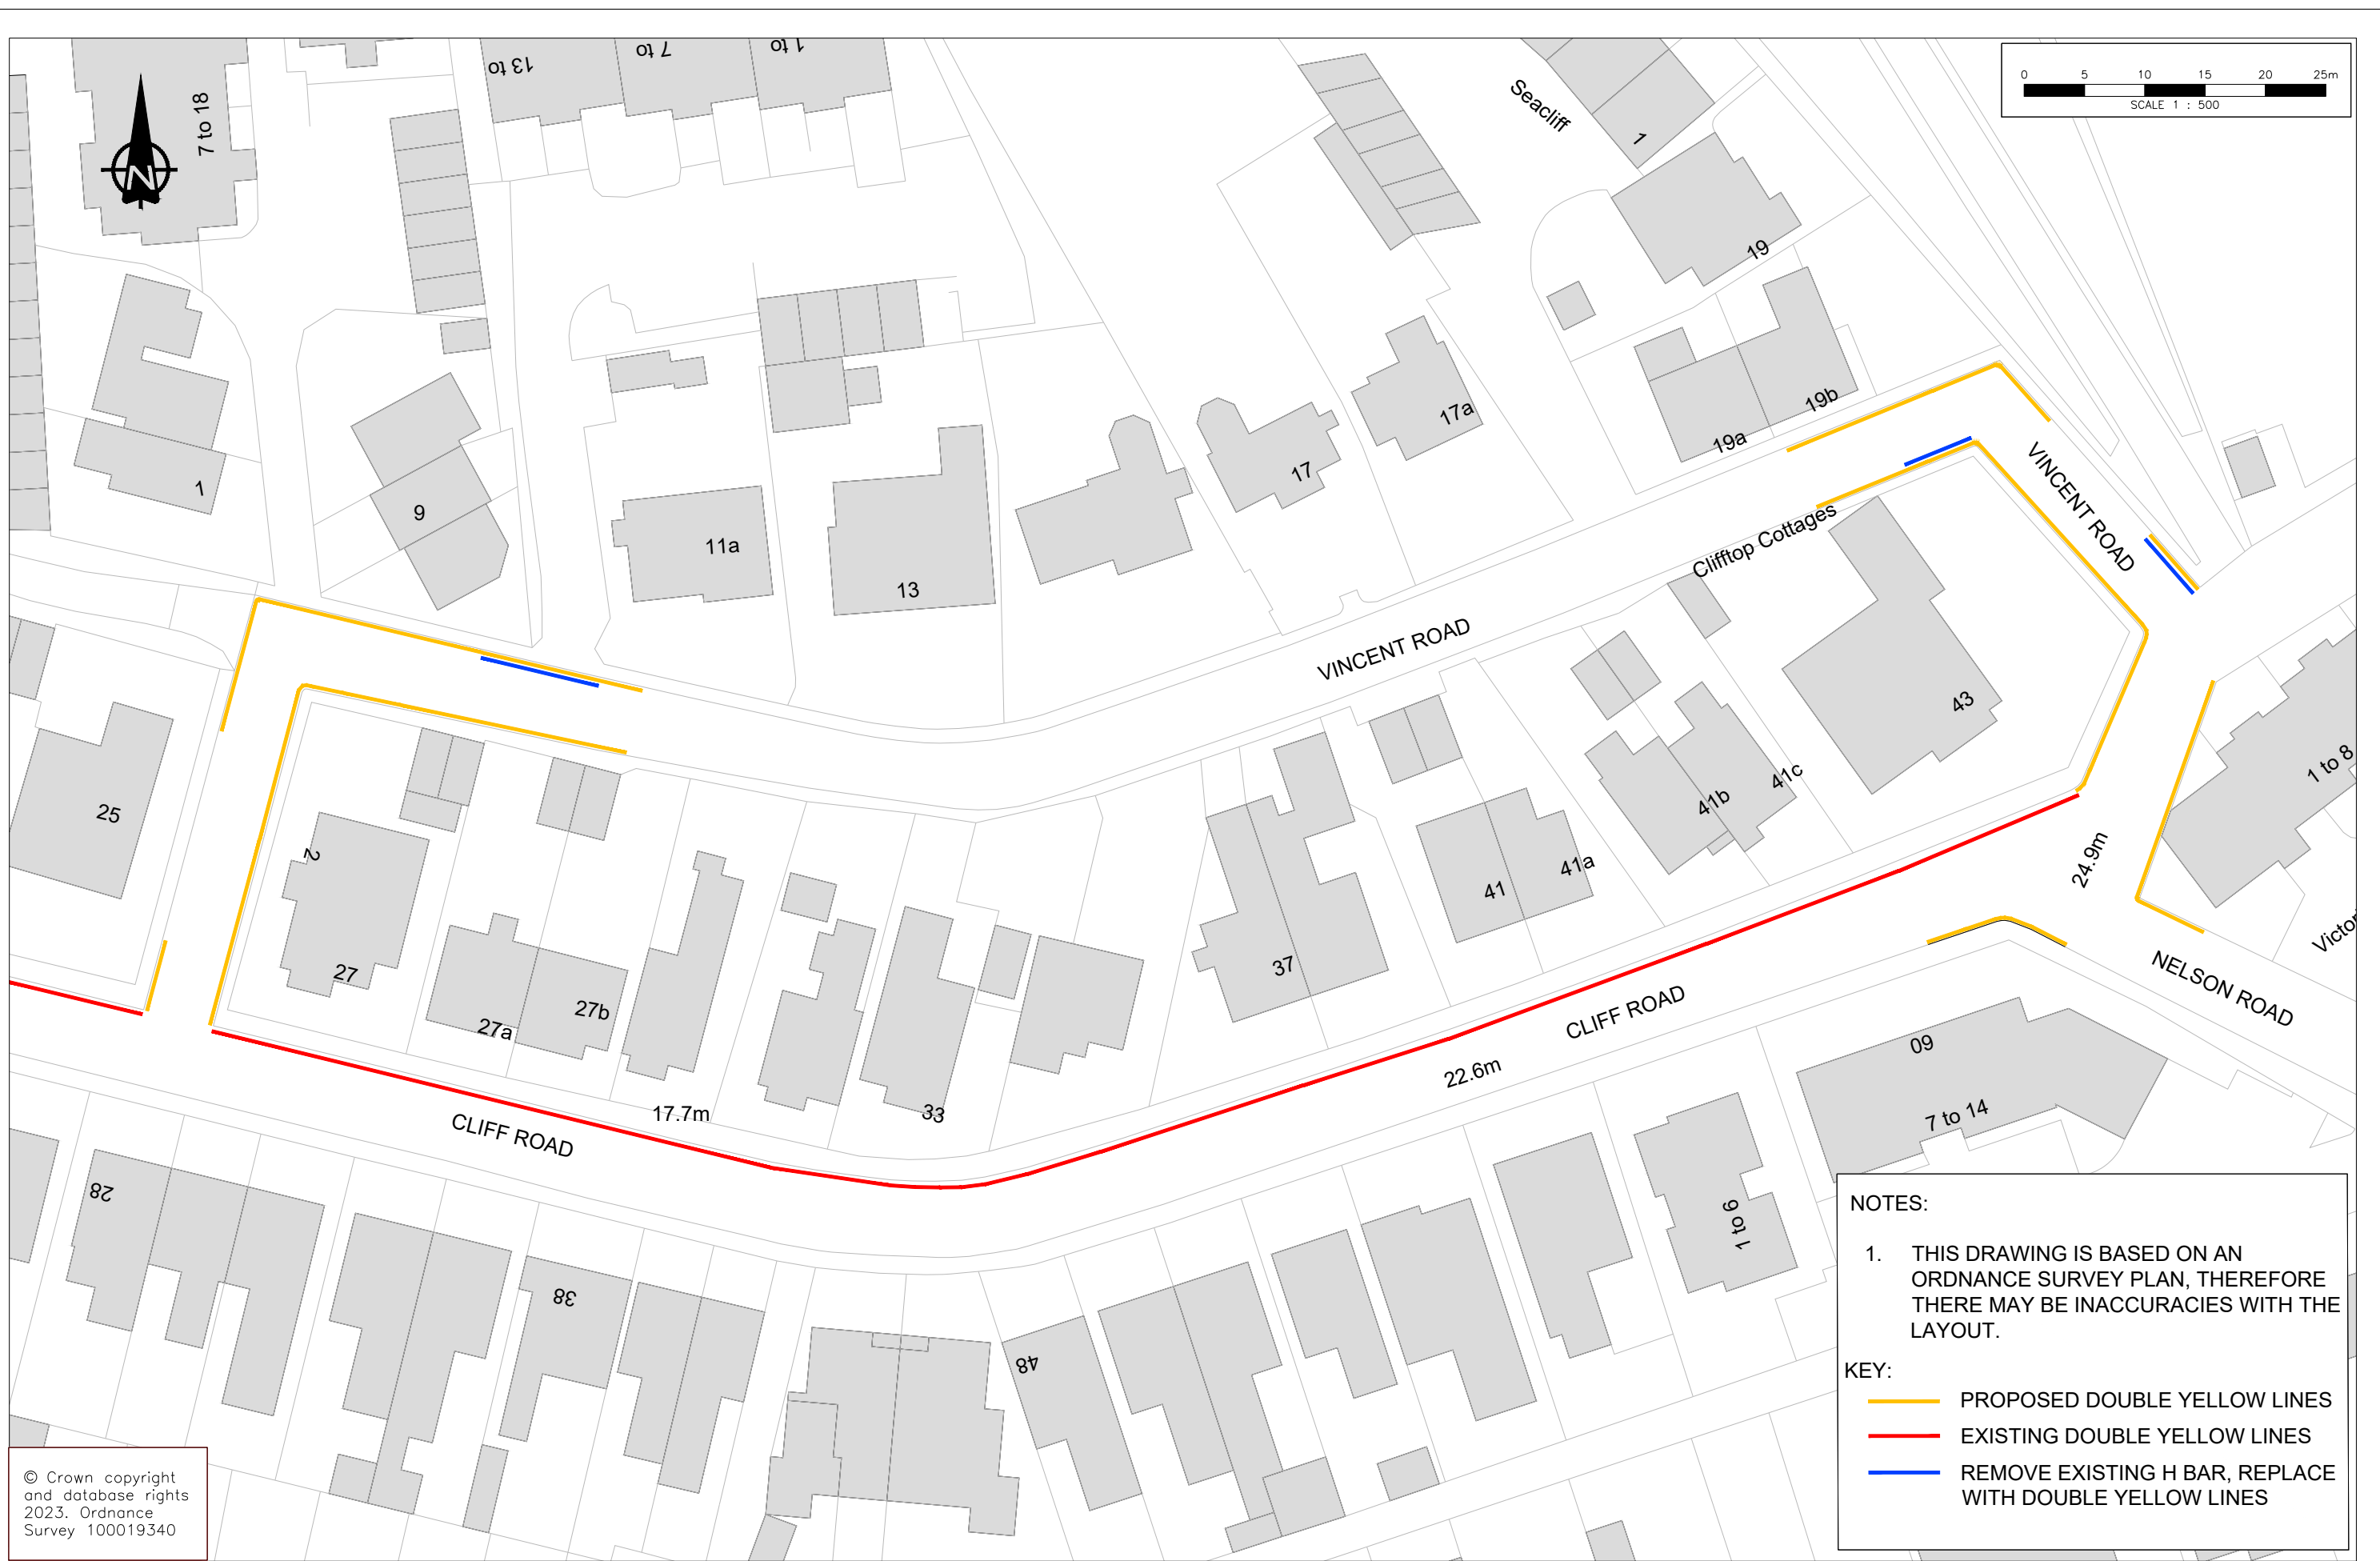 13 to
7 to
1 to
0 5 10 15 20 25m
SCALE 1 : 500
7 to 18
N
Seacliff
1
19
19b
19a
17a
17
1
9
11a
13
VINCENT ROAD
Clifftop Cottages
VINCENT ROAD
43
1 to 8
25
2
27
27a
27b
33
37
41
41a
41b
41c
24.9m
NELSON ROAD
CLIFF ROAD
22.6m
17.7m
CLIFF ROAD
60
7 to 14
1 to 6
28
38
48
NOTES:
1. THIS DRAWING IS BASED ON AN
ORDNANCE SURVEY PLAN, THEREFORE
THERE MAY BE INACCURACIES WITH THE
LAYOUT.
KEY:
PROPOSED DOUBLE YELLOW LINES
EXISTING DOUBLE YELLOW LINES
REMOVE EXISTING H BAR, REPLACE
WITH DOUBLE YELLOW LINES
© Crown copyright
and database rights
2023. Ordnance
Survey 100019340